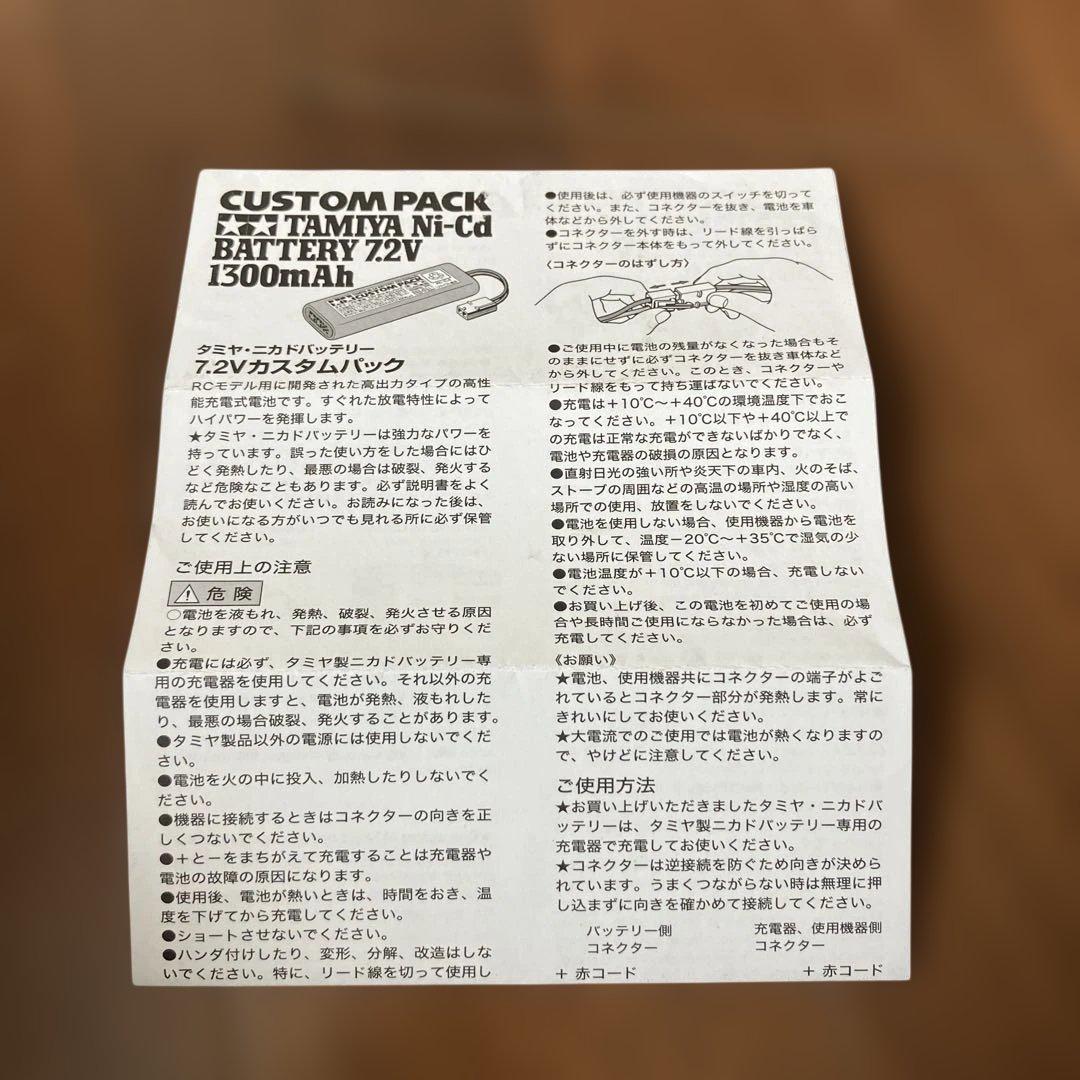 CUSTOM PACK
TAMIYA Ni-Cd
BATTERY 7.2V
1300mAh
CUSTOM PACK
タミヤ・ニカドバッテリー
7.2Vカスタムパック
RCモデル用に開発された高出力タイプの高性
能充電式電池です。すぐれた放電特性によって
ハイパワーを発揮します。
★タミヤ・ニカドバッテリーは強力なパワーを
持っています。誤った使い方をした場合にはひ
どく発熱したり、最悪の場合は破裂、発火する
など危険なこともあります。必ず説明書をよく
読んでお使いください。お読みになった後は、
お使いになる方がいつでも見れる所に必ず保管
してください。
ご使用上の注意
危険
○電池を液もれ、発熱、破裂、発火させる原因
となりますので、下記の事項を必ずお守りくだ
さい。
●充電には必ず、タミヤ製ニカドバッテリー専
用の充電器を使用してください。それ以外の充
電器を使用しますと、電池が発熱、液もれした
り、最悪の場合破裂、発火することがあります。
●タミヤ製品以外の電源には使用しないでくだ
さい。
●電池を火の中に投入、加熱したりしないでく
ださい。
●機器に接続するときはコネクターの向きを正
しくつないでください。
●＋とーをまちがえて充電することは充電器や
電池の故障の原因になります。
●使用後、電池が熱いときは、時間をおき、温
度を下げてから充電してください。
●ショートさせないでください。
●ハンダ付けしたり、変形、分解、改造はしな
いでください。特に、リード線を切って使用し
●使用後は、必ず使用機器のスイッチを切って
ください。また、コネクターを抜き、電池を車
体などから外してください。
●コネクターを外す時は、リード線を引っぱら
ずにコネクター本体をもって外してください。
〈コネクターのはずし方〉
●ご使用中に電池の残量がなくなった場合もそ
のままにせずに必ずコネクターを抜き車体など
から外してください。このとき、コネクターや
リード線をもって持ち運ばないでください。
●充電は＋10℃〜＋40℃の環境温度下でおこ
なってください。＋10℃以下や＋40℃以上で
の充電は正常な充電ができないばかりでなく、
電池や充電器の破損の原因となります。
●直射日光の強い所や炎天下の車内、火のそば、
ストーブの周囲などの高温の場所や湿度の高い
場所での使用、放置をしないでください。
●電池を使用しない場合、使用機器から電池を
取り外して、温度－20℃〜＋35℃で湿気の少
ない場所に保管してください。
●電池温度が＋10℃以下の場合、充電しない
でください。
●お買い上げ後、この電池を初めてご使用の場
合や長時間ご使用にならなかった場合は、必ず
充電してください。
《お願い》
★電池、使用機器共にコネクターの端子がよご
れているとコネクター部分が発熱します。常に
きれいにしてお使いください。
★大電流でのご使用では電池が熱くなりますの
で、やけどに注意してください。
ご使用方法
★お買い上げいただきましたタミヤ・ニカドバ
ッテリーは、タミヤ製ニカドバッテリー専用の
充電器で充電してお使いください。
★コネクターは逆接続を防ぐため向きが決めら
れています。うまくつながらない時は無理に押
し込まずに向きを確かめて接続してください。
バッテリー側 充電器、使用機器側
コネクター コネクター
＋ 赤コード ＋ 赤コード